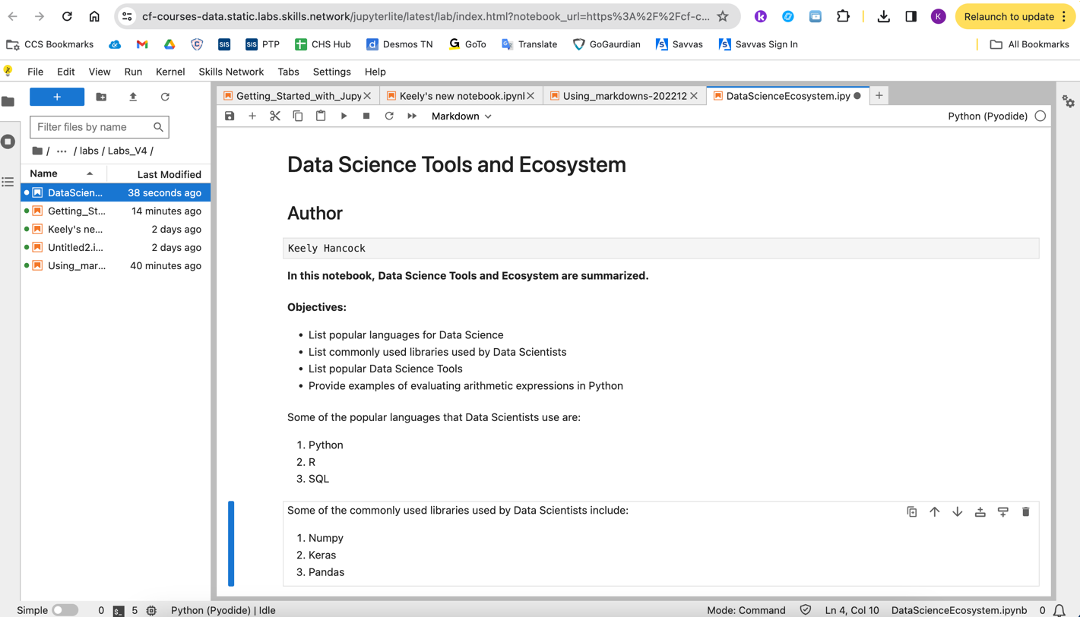 cf-courses-data.static.labs.skills.network/jupyterlite/latest/lab/index.html?notebook_url=https%3A%2F%2Fcf-c...
k
K
Relaunch to update
CCS Bookmarks
SIS
SIS PTP
CHS Hub
d Desmos TN
G GoTo
Translate
GoGaurdian
Savvas
Savvas Sign In
All Bookmarks
File Edit View Run Kernel Skills Network Tabs Settings Help
Getting_Started_with_Jupy
Keely's new notebook.ipynl
Using_markdowns-202212
DataScienceEcosystem.ipy
Markdown
Python (Pyodide)
Filter files by name
/ ... / labs / Labs_V4 /
Name Last Modified
DataScien... 38 seconds ago
Getting_St... 14 minutes ago
Keely's ne... 2 days ago
Untitled2.i... 2 days ago
Using_mar... 40 minutes ago
Data Science Tools and Ecosystem
Author
Keely Hancock
In this notebook, Data Science Tools and Ecosystem are summarized.
Objectives:
• List popular languages for Data Science
• List commonly used libraries used by Data Scientists
• List popular Data Science Tools
• Provide examples of evaluating arithmetic expressions in Python
Some of the popular languages that Data Scientists use are:
1. Python
2. R
3. SQL
Some of the commonly used libraries used by Data Scientists include:
1. Numpy
2. Keras
3. Pandas
Simple 0 5 Python (Pyodide) | Idle Mode: Command Ln 4, Col 10 DataScienceEcosystem.ipynb 0